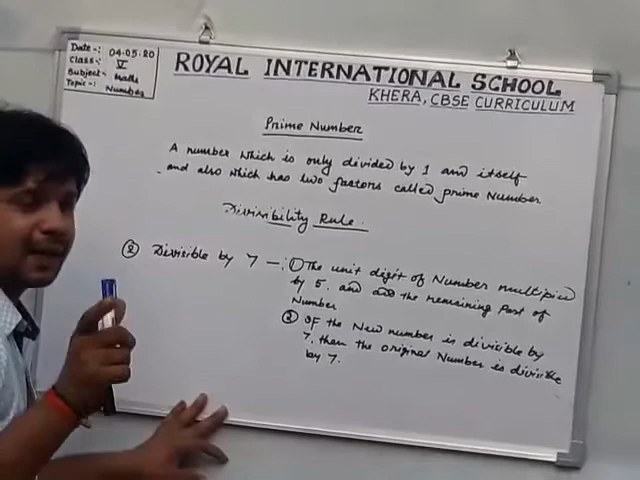 Date-: 04-05-20
Class-: V
Subject- Maths
Topic-: Number
ROYAL INTERNATIONAL SCHOOL
KHERA, CBSE CURRICULUM
Prime Number
A number which is only divided by 1 and itself
and also which has two factors called prime Number
Divisibility Rule
② Divisible by 7 —: ① The unit digit of Number multiplied
by 5. and add the remaining Part of
Number
② If the New number is divisible by
7, then the original Number is divisible
by 7.